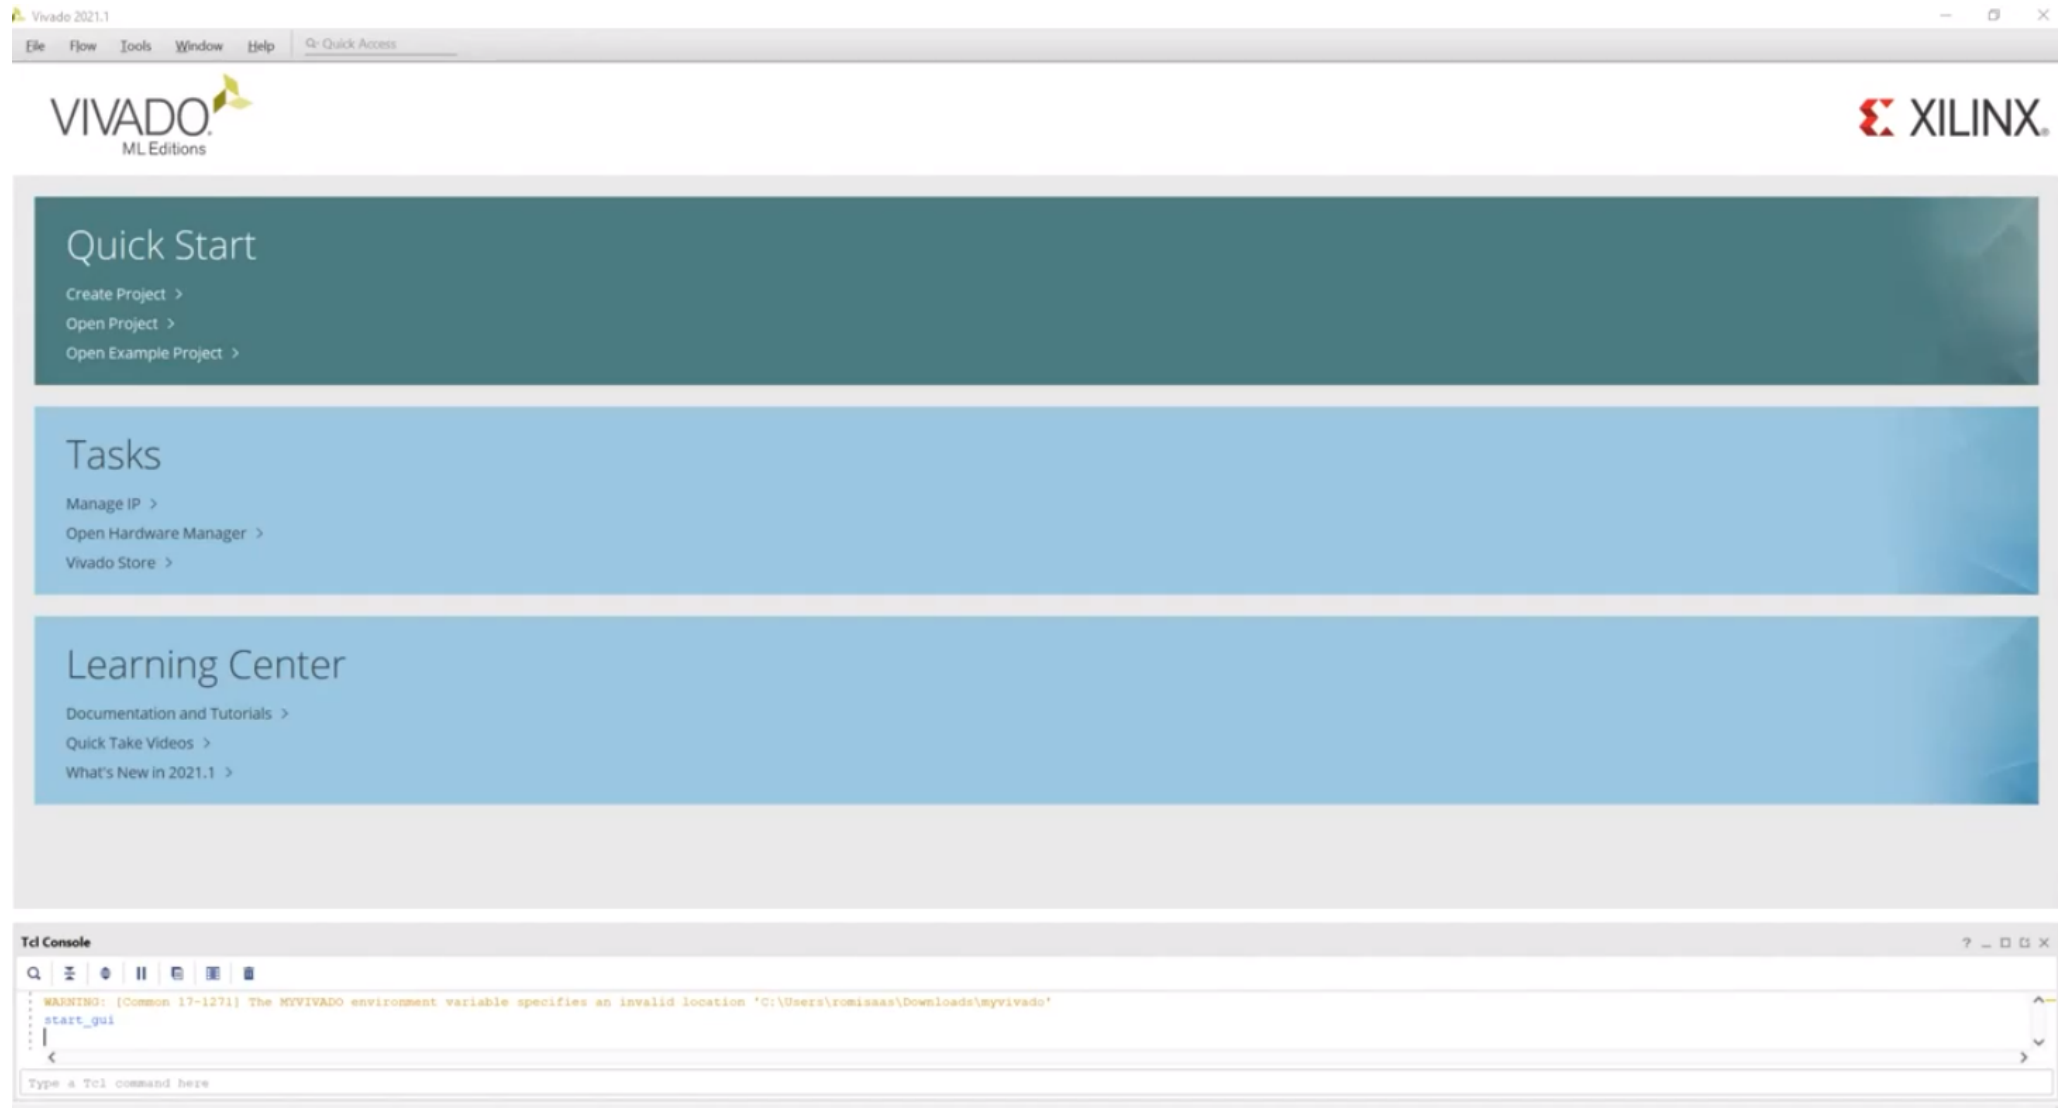 Vivado 2021.1
File Flow Tools Window Help Quick Access
VIVADO.
ML Editions
XILINX.
Quick Start
Create Project >
Open Project >
Open Example Project >
Tasks
Manage IP >
Open Hardware Manager >
Vivado Store >
Learning Center
Documentation and Tutorials >
Quick Take Videos >
What's New in 2021.1 >
Tcl Console
WARNING: [Common 17-1271] The MYVIVADO environment variable specifies an invalid location 'C:\Users\romisaas\Downloads\myvivado'
start_gui
Type a Tcl command here